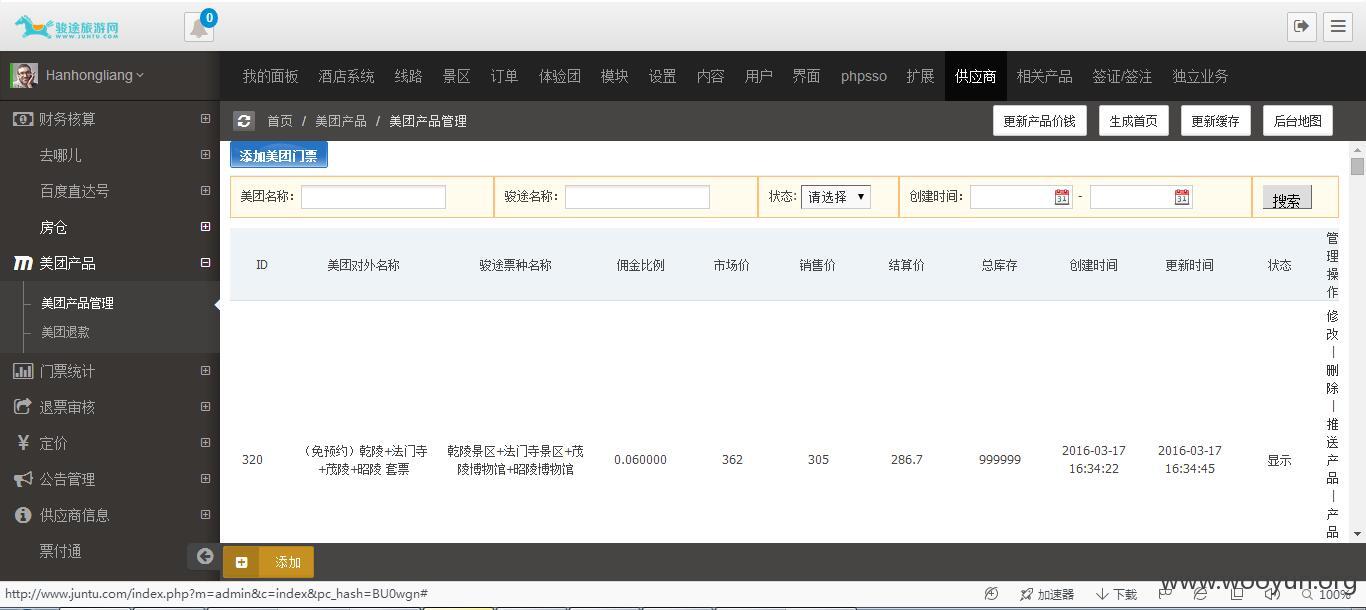 骏途旅游网
WWW.JUNTU.COM
0
Hanhongliang
我的面板 酒店系统 线路 景区 订单 体验团 模块 设置 内容 用户 界面 phpsso 扩展 供应商 相关产品 签证/签注 独立业务
首页 / 美团产品 / 美团产品管理
更新产品价钱 生成首页 更新缓存 后台地图
财务核算
去哪儿
百度直达号
房仓
美团产品
美团产品管理
美团退款
门票统计
退票审核
定价
公告管理
供应商信息
票付通
添加美团门票
美团名称: 骏途名称: 状态: 请选择 创建时间: - 搜索
ID 美团对外名称 骏途票种名称 佣金比例 市场价 销售价 结算价 总库存 创建时间 更新时间 状态 管理操作
320 （免预约）乾陵+法门寺+茂陵+昭陵 套票 乾陵景区+法门寺景区+茂陵博物馆+昭陵博物馆 0.060000 362 305 286.7 999999 2016-03-17 16:34:22 2016-03-17 16:34:45 显示 修改 | 删除 | 推送产品 | 产品
添加
http://www.juntu.com/index.php?m=admin&c=index&pc_hash=BU0wgn#
加速器 下载 100%
www.wooyun.org